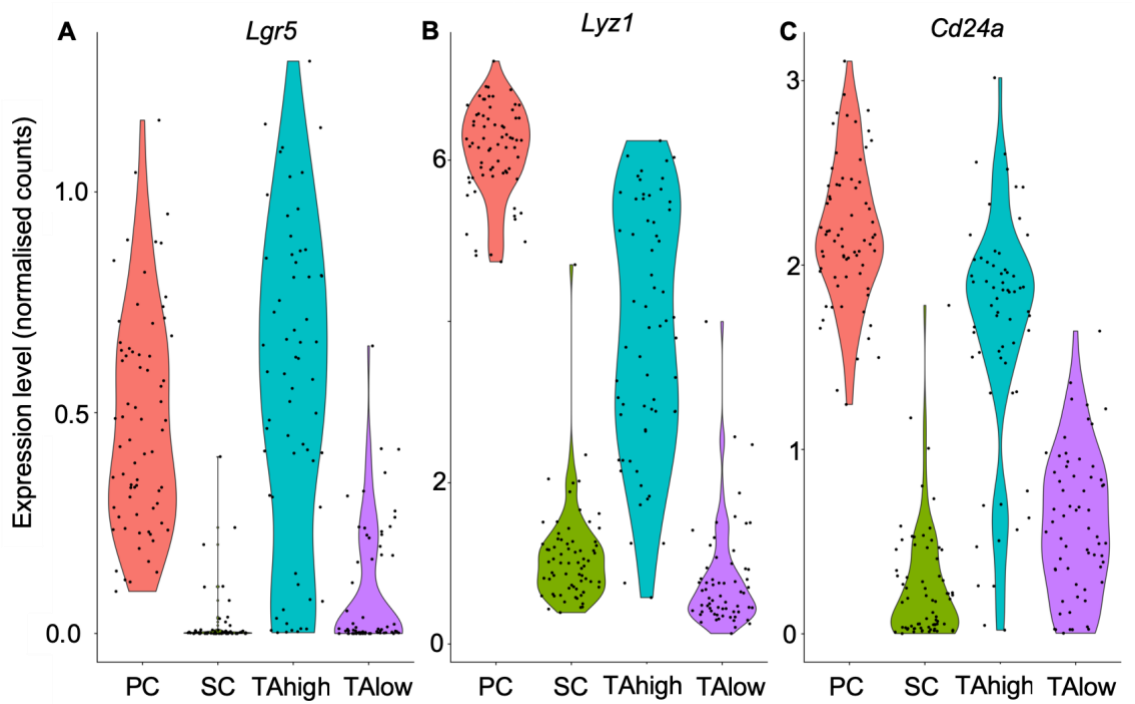 A Lgr5
B Lyz1
C Cd24a
Expression level (normalised counts)
1.0
0.5
0.0
6
2
0
3
2
1
0
PC SC TAhigh TAlow
PC SC TAhigh TAlow
PC SC TAhigh TAlow